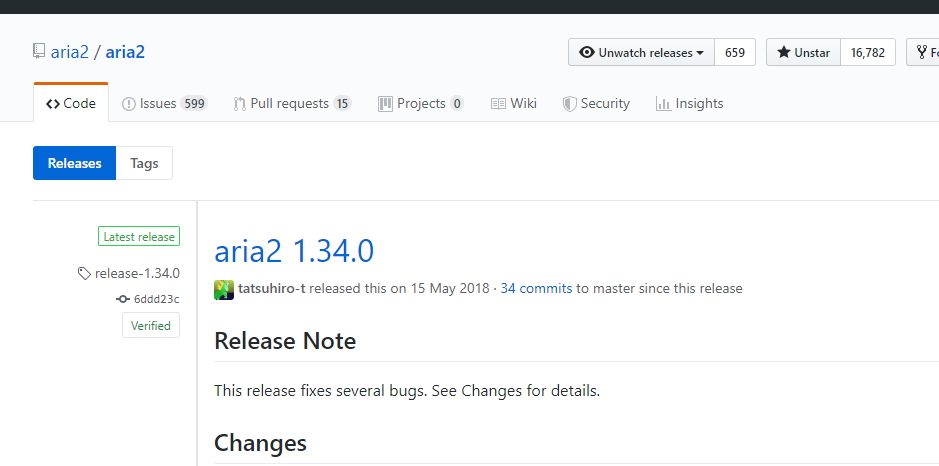 aria2 / aria2
Unwatch releases 659
Unstar 16,782
Code Issues 599 Pull requests 15 Projects 0 Wiki Security Insights
Releases Tags
Latest release
release-1.34.0
6ddd23c
Verified
aria2 1.34.0
tatsuhiro-t released this on 15 May 2018 · 34 commits to master since this release
Release Note
This release fixes several bugs. See Changes for details.
Changes